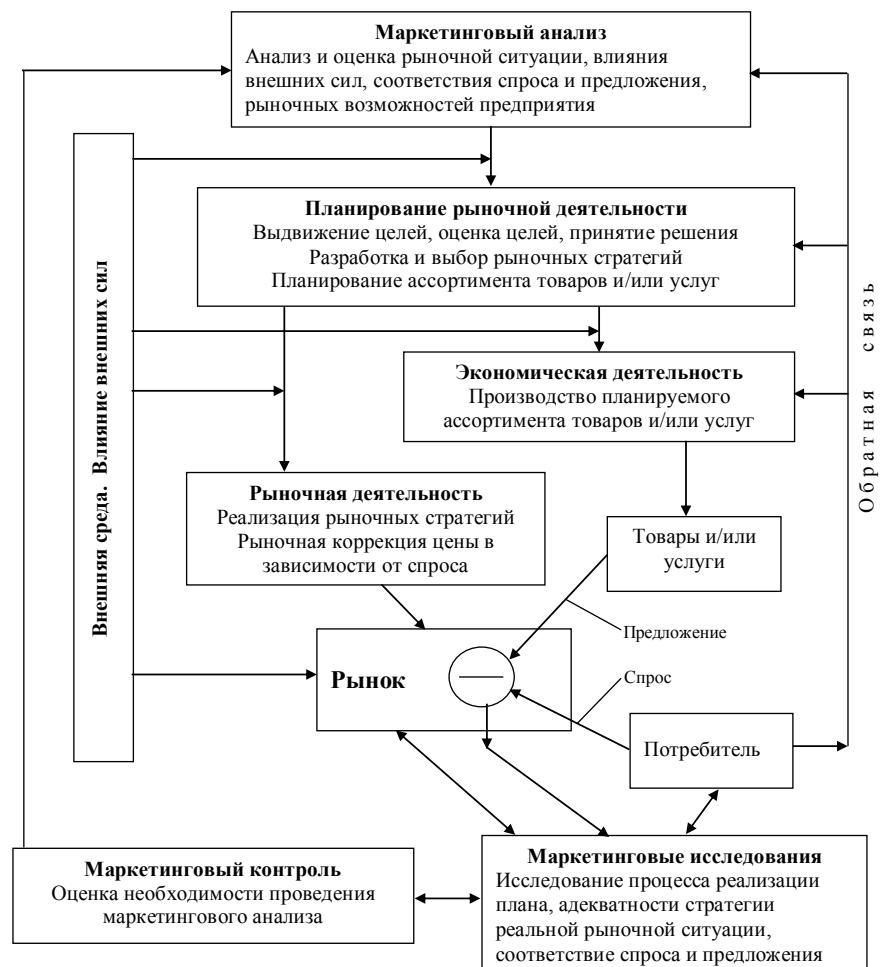 Маркетинговый анализ
Анализ и оценка рыночной ситуации, влияния
внешних сил, соответствия спроса и предложения,
рыночных возможностей предприятия
Внешняя среда. Влияние внешних сил
Планирование рыночной деятельности
Выдвижение целей, оценка целей, принятие решения
Разработка и выбор рыночных стратегий
Планирование ассортимента товаров и/или услуг
Обратная связь
Экономическая деятельность
Производство планируемого
ассортимента товаров и/или услуг
Рыночная деятельность
Реализация рыночных стратегий
Рыночная коррекция цены в
зависимости от спроса
Товары и/или
услуги
Предложение
Рынок
Спрос
Потребитель
Маркетинговый контроль
Оценка необходимости проведения
маркетингового анализа
Маркетинговые исследования
Исследование процесса реализации
плана, адекватности стратегии
реальной рыночной ситуации,
соответствие спроса и предложения